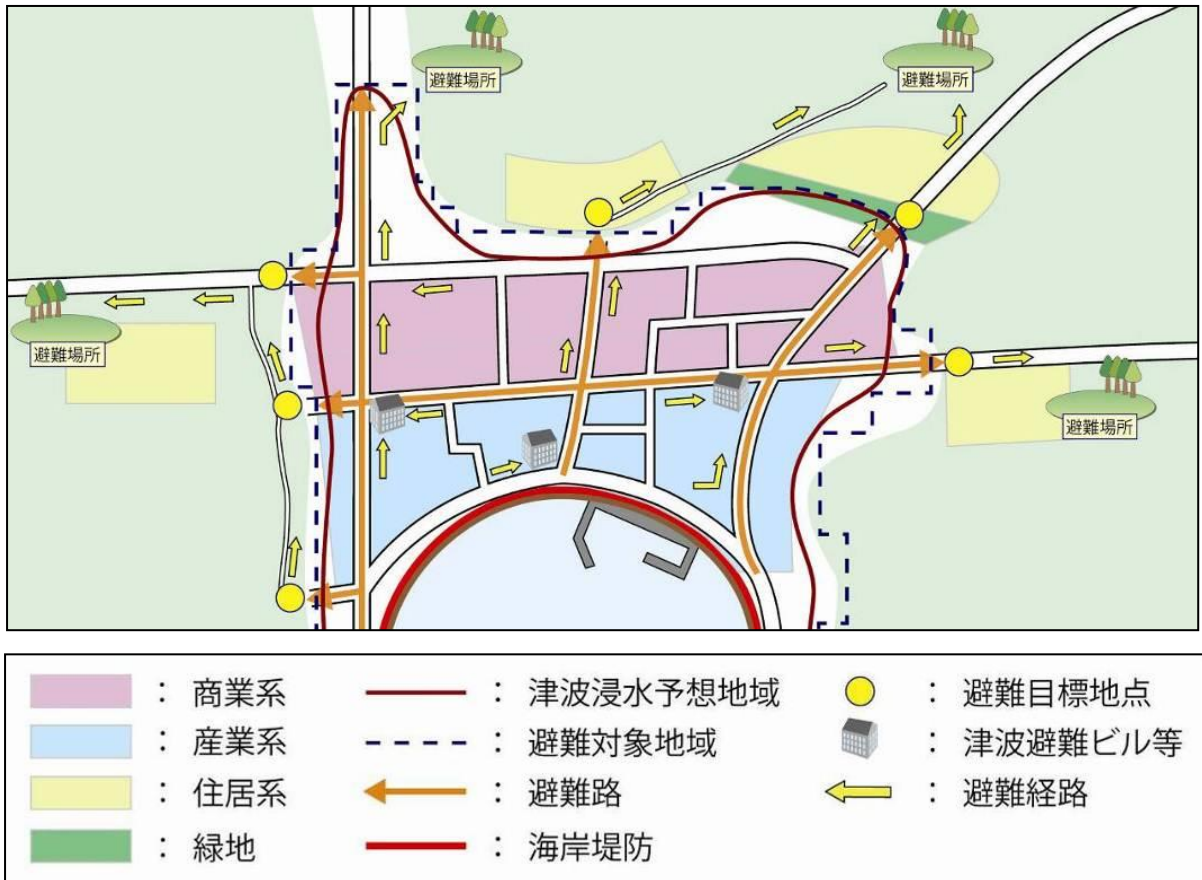 避難場所
避難場所
避難場所
避難場所
： 商業系
： 津波浸水予想地域
： 避難目標地点
： 産業系
： 避難対象地域
： 津波避難ビル等
： 住居系
： 避難路
： 避難経路
： 緑地
： 海岸堤防